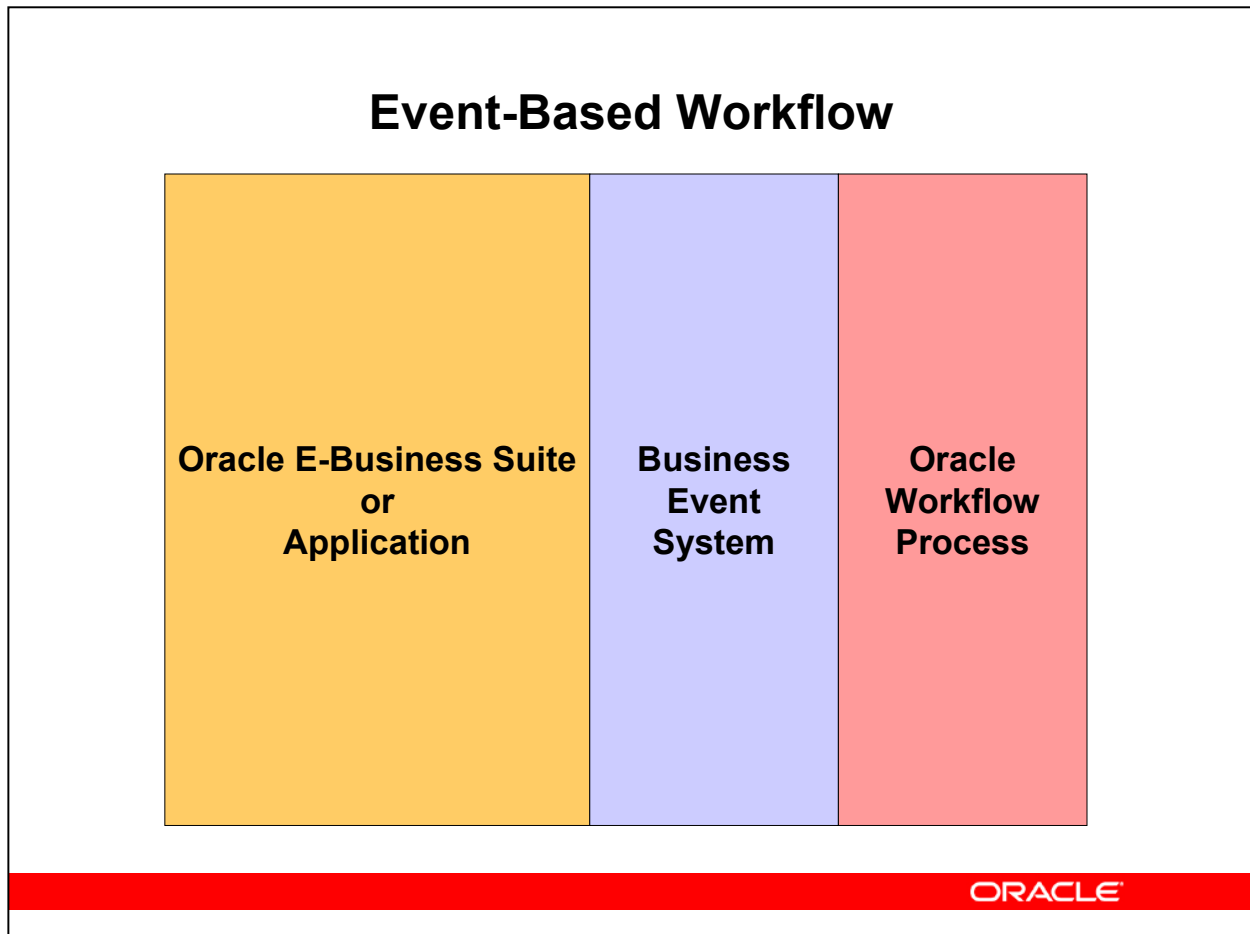 Event-Based Workflow
Oracle E-Business Suite
or
Application
Business
Event
System
Oracle
Workflow
Process
ORACLE